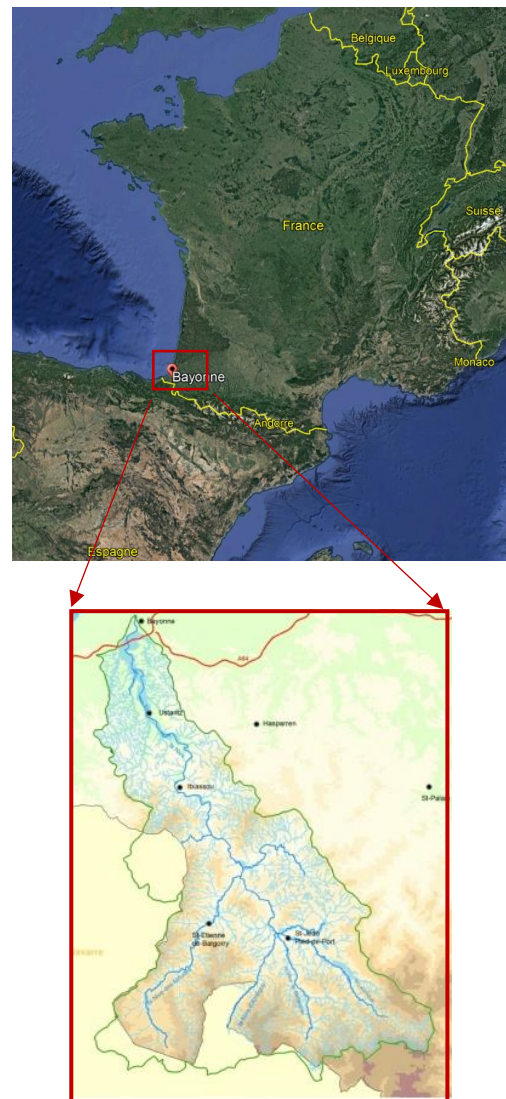 Belgique
Luxembourg
France
Suisse
Monaco
Bayonne
Andorre
Espagne
Bayonne
A64
Ustaritz
Hasparren
Itxassou
St-Palais
St-Etienne
de-Baigorry
St-Jean
Pied-de-Port